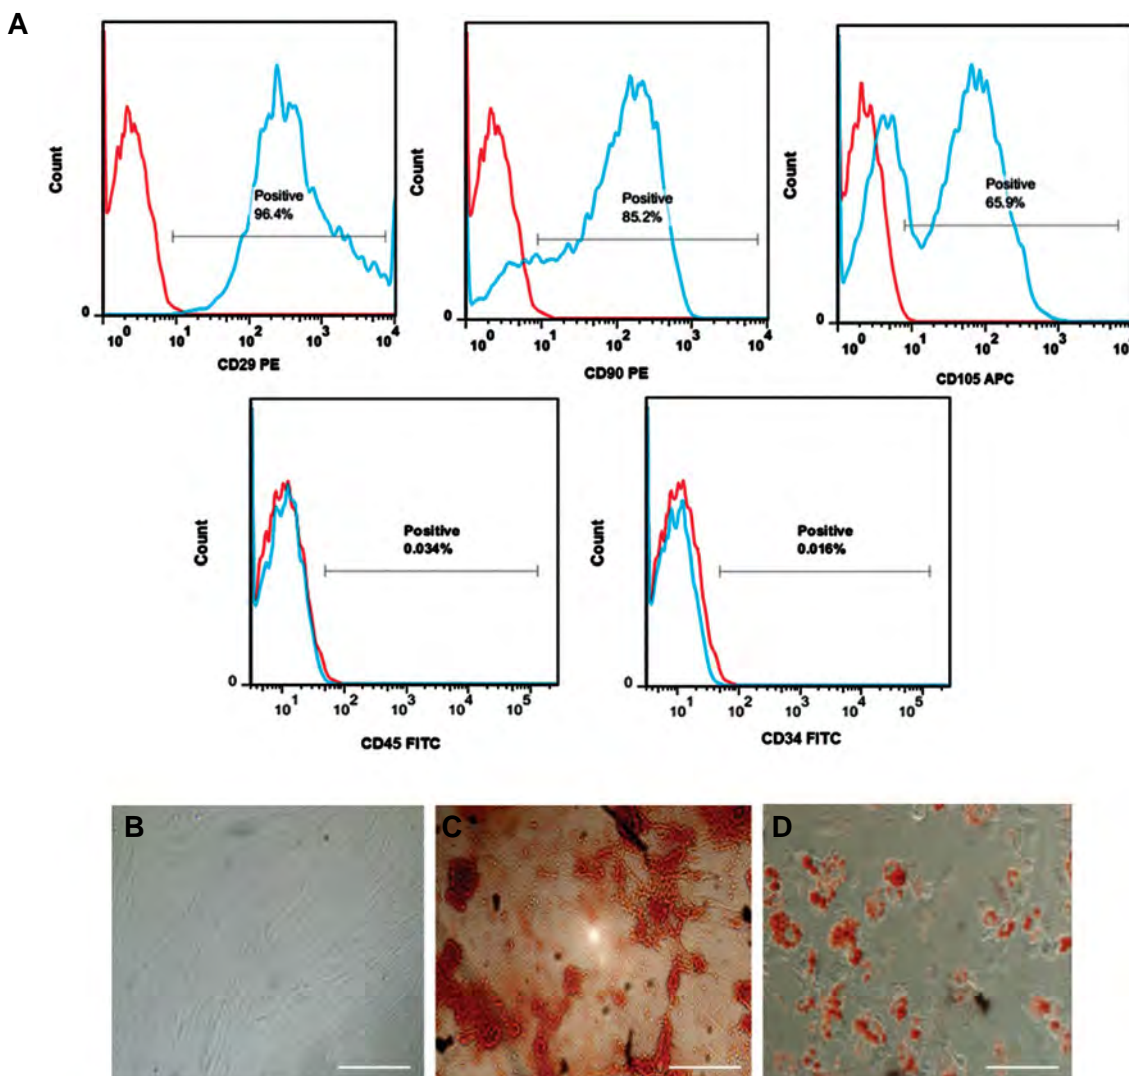 A
Count
Positive
96.4%
0
10^0
10^1
10^2
10^3
10^4
CD29 PE
Count
Positive
85.2%
0
10^0
10^1
10^2
10^3
10^4
CD90 PE
Count
Positive
65.9%
0
10^0
10^1
10^2
10^3
CD105 APC
Count
Positive
0.034%
0
10^1
10^2
10^3
10^4
10^5
CD45 FITC
Count
Positive
0.016%
0
10^1
10^2
10^3
10^4
10^5
CD34 FITC
B
C
D